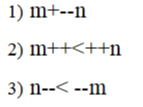 1) m+--n
2) m++<++n
3) n--< --m